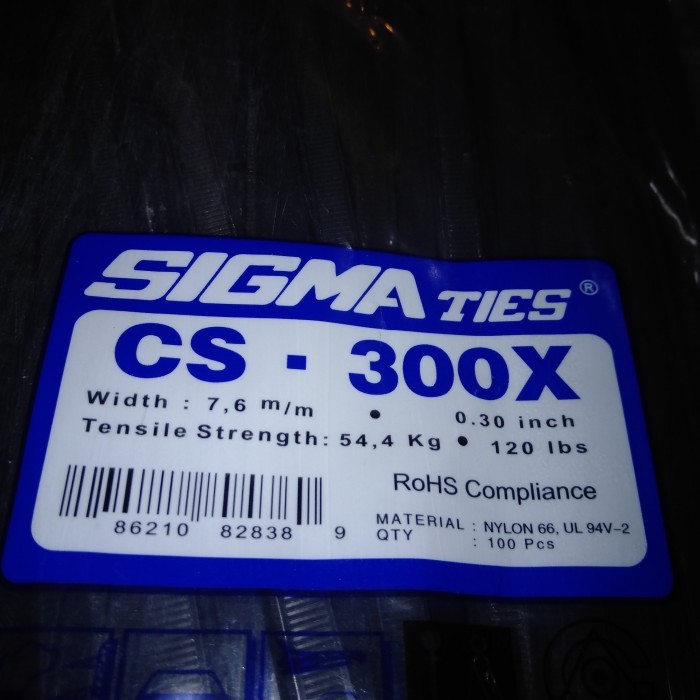 SIGMA TIES ®
CS - 300X
Width : 7,6 m/m • 0.30 inch
Tensile Strength: 54,4 Kg • 120 lbs
RoHS Compliance
86210 82838 9
MATERIAL : NYLON 66, UL 94V-2
QTY : 100 Pcs